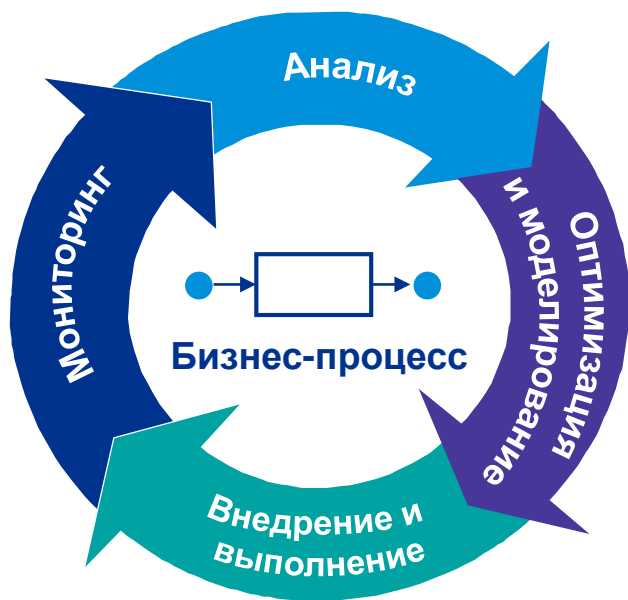 Анализ
Оптимизация
и моделирование
Внедрение и
выполнение
Мониторинг
Бизнес-процесс